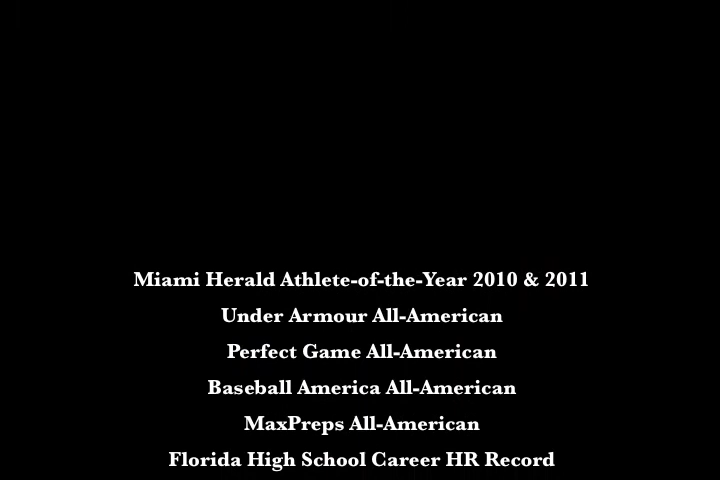 Miami Herald Athlete-of-the-Year 2010 & 2011
Under Armour All-American
Perfect Game All-American
Baseball America All-American
MaxPreps All-American
Florida High School Career HR Record